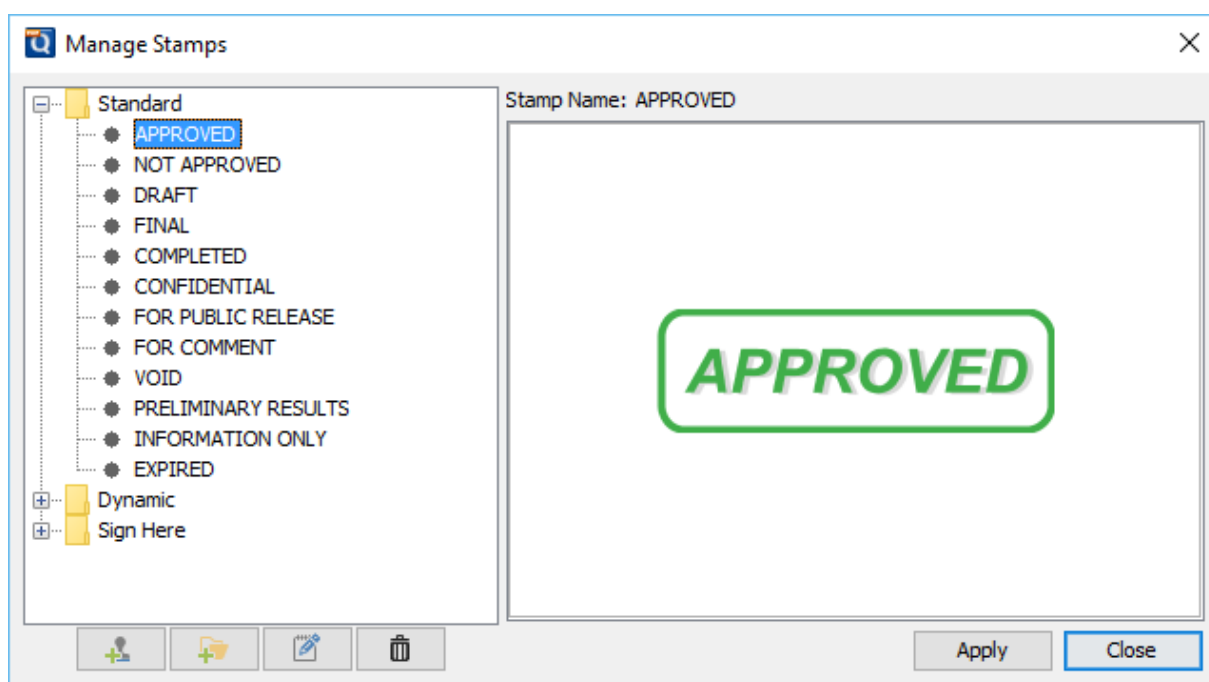 Manage Stamps
Standard
APPROVED
NOT APPROVED
DRAFT
FINAL
COMPLETED
CONFIDENTIAL
FOR PUBLIC RELEASE
FOR COMMENT
VOID
PRELIMINARY RESULTS
INFORMATION ONLY
EXPIRED
Dynamic
Sign Here
Stamp Name: APPROVED
APPROVED
Apply
Close